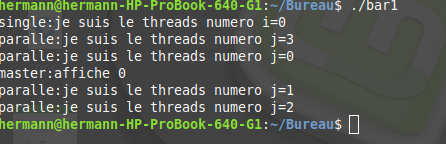 hermann@hermann-HP-ProBook-640-G1:~/Bureau$ ./bar1
single:je suis le threads numero i=0
paralle:je suis le threads numero j=3
paralle:je suis le threads numero j=0
master:affiche 0
paralle:je suis le threads numero j=1
paralle:je suis le threads numero j=2
hermann@hermann-HP-ProBook-640-G1:~/Bureau$